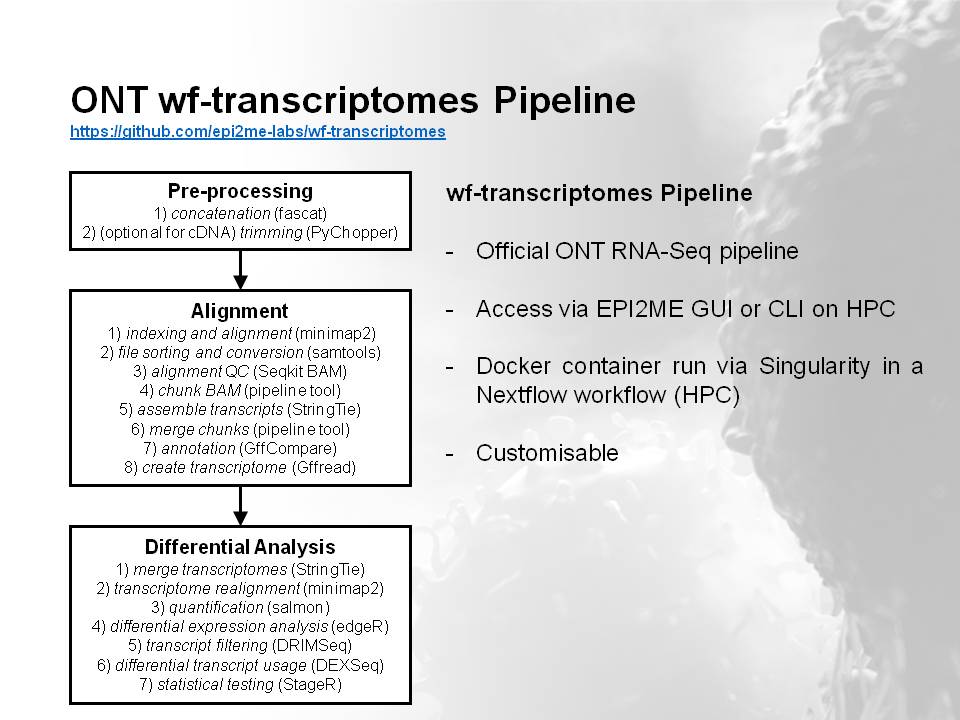 ONT wf-transcriptomes Pipeline
https://github.com/epi2me-labs/wf-transcriptomes
Pre-processing
1) concatenation (fascat)
2) (optional for cDNA) trimming (PyChopper)
Alignment
1) indexing and alignment (minimap2)
2) file sorting and conversion (samtools)
3) alignment QC (Seqkit BAM)
4) chunk BAM (pipeline tool)
5) assemble transcripts (StringTie)
6) merge chunks (pipeline tool)
7) annotation (GffCompare)
8) create transcriptome (Gffread)
Differential Analysis
1) merge transcriptomes (StringTie)
2) transcriptome realignment (minimap2)
3) quantification (salmon)
4) differential expression analysis (edgeR)
5) transcript filtering (DRIMSeq)
6) differential transcript usage (DEXSeq)
7) statistical testing (StageR)
wf-transcriptomes Pipeline
- Official ONT RNA-Seq pipeline
- Access via EPI2ME GUI or CLI on HPC
- Docker container run via Singularity in a
Nextflow workflow (HPC)
- Customisable